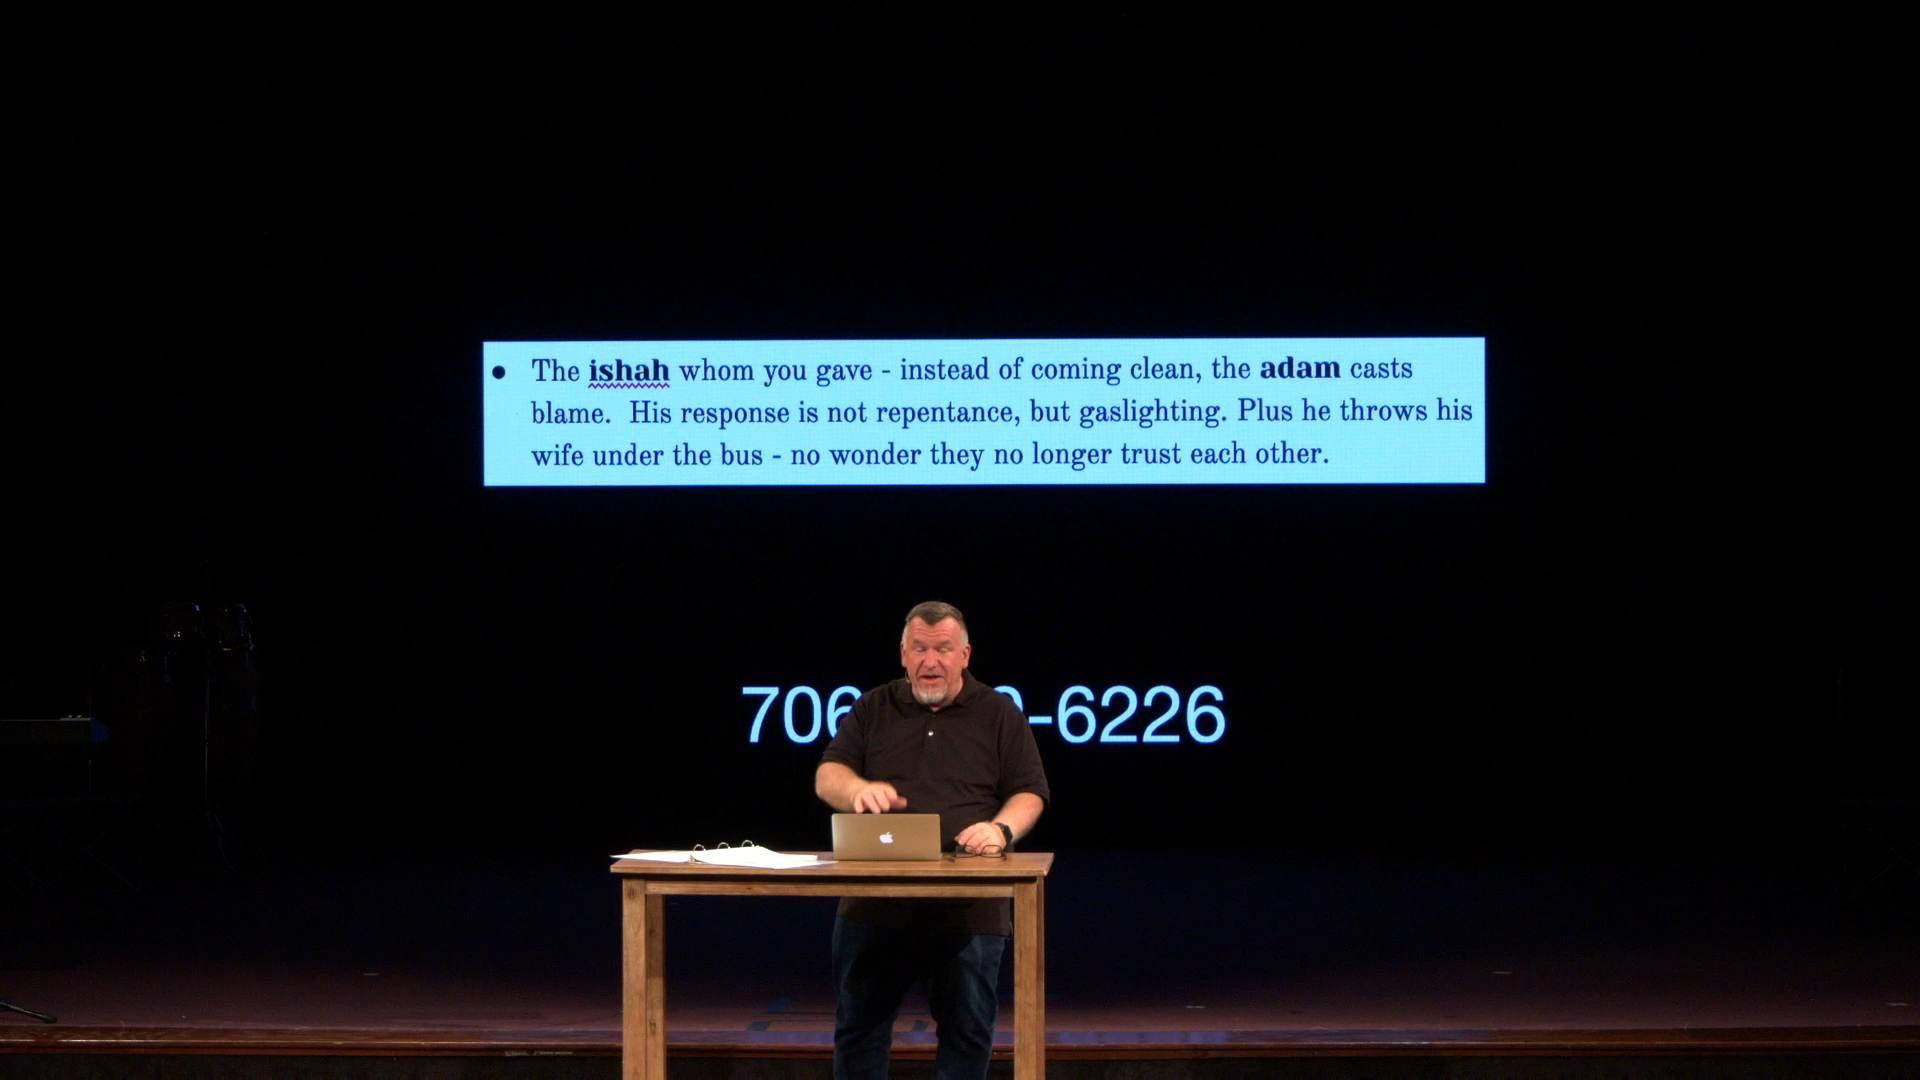 ● The ishah whom you gave - instead of coming clean, the adam casts
blame.  His response is not repentance, but gaslighting. Plus he throws his
wife under the bus - no wonder they no longer trust each other.
706 -6226